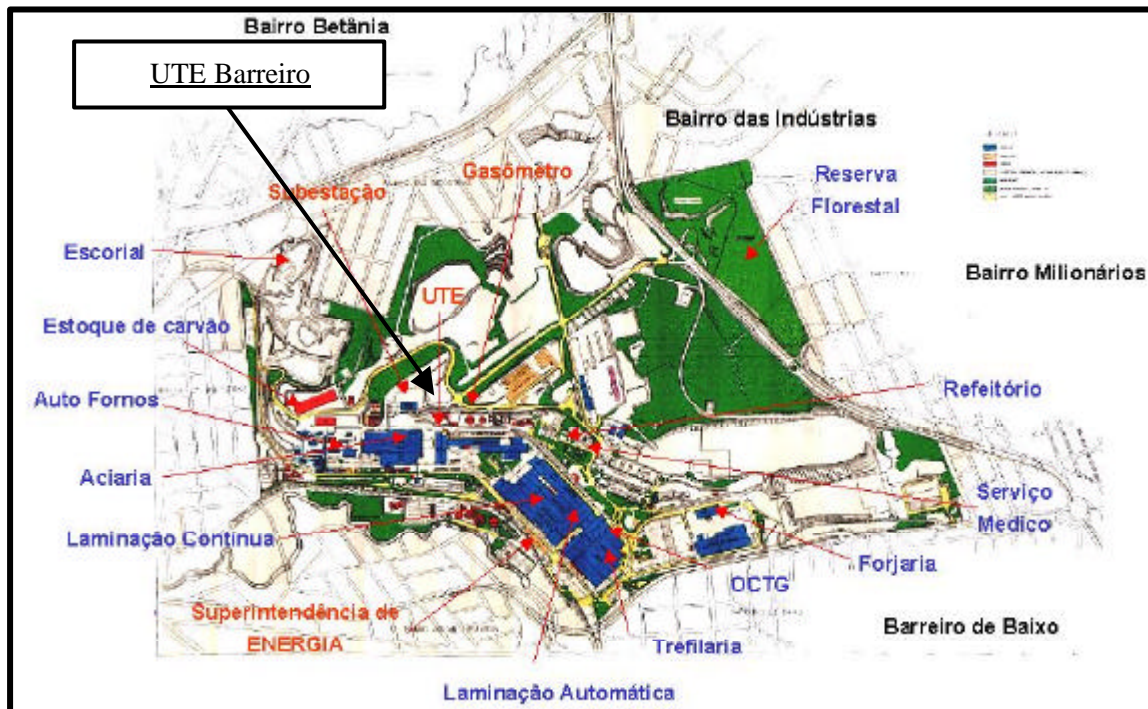 Bairro Betânia
UTE Barreiro
Bairro das Indústrias
Gasômetro
Subestação
Reserva
Florestal
Escorial
Bairro Milionários
UTE
Estoque de carvão
Refeitório
Auto Fornos
Aciaria
Serviço
Medico
Laminação Contínua
Forjaria
OCTG
Superintendência de
ENERGIA
Trefilaria
Barreiro de Baixo
Laminação Automática